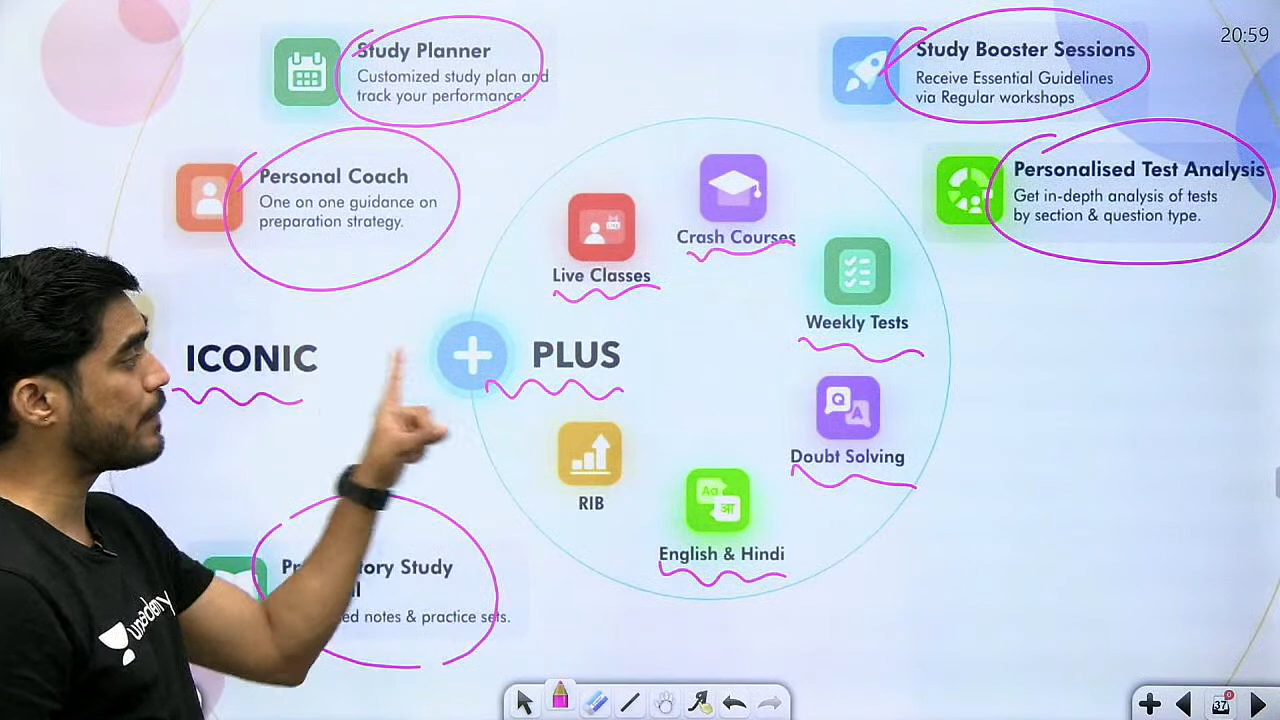 20:59
Study Planner
Customized study plan and
track your performance.
Study Booster Sessions
Receive Essential Guidelines
via Regular workshops
Personal Coach
One on one guidance on
preparation strategy.
Personalised Test Analysis
Get in-depth analysis of tests
by section & question type.
Crash Courses
Live Classes
Weekly Tests
ICONIC
+
PLUS
Q
A
Doubt Solving
RIB
Aa
अा
English & Hindi
Study
notes & practice sets.
unacademy
37